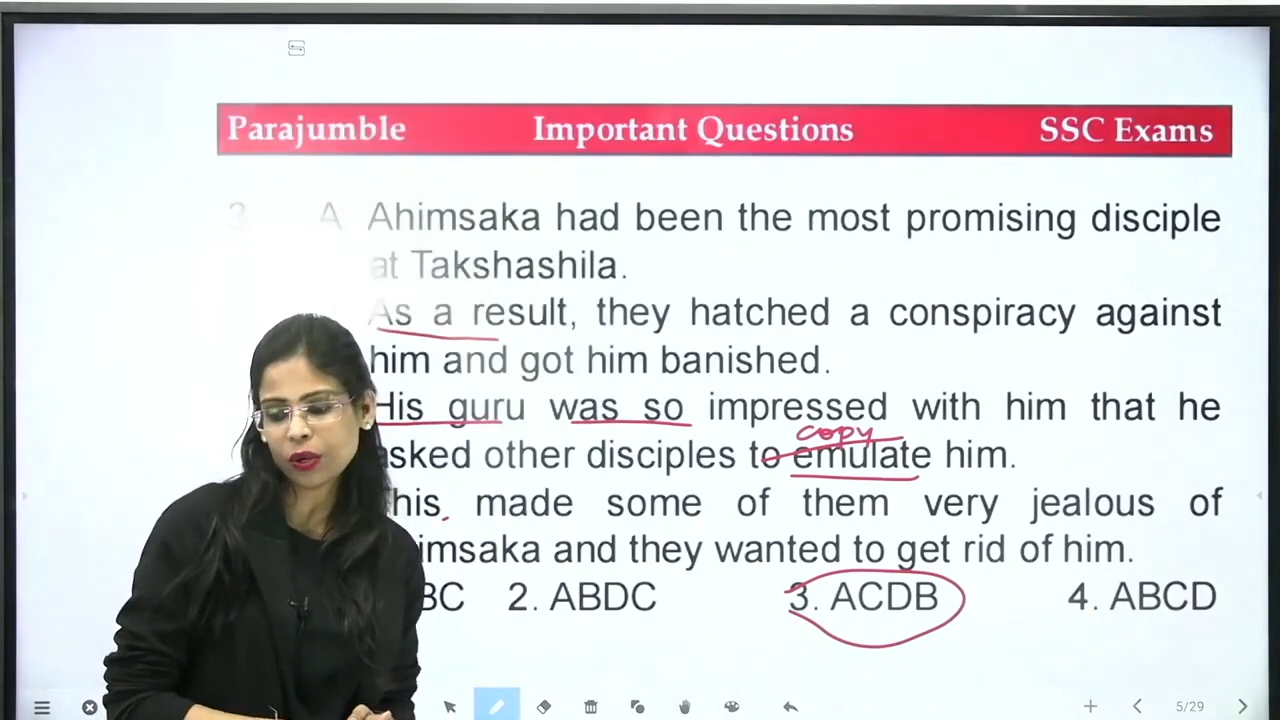 Parajumble Important Questions SSC Exams
3 A Ahimsaka had been the most promising disciple
at Takshashila.
As a result, they hatched a conspiracy against
him and got him banished.
His guru was so impressed with him that he
copy
asked other disciples to emulate him.
This made some of them very jealous of
imsaka and they wanted to get rid of him.
BC 2. ABDC 3. ACDB 4. ABCD
5/29